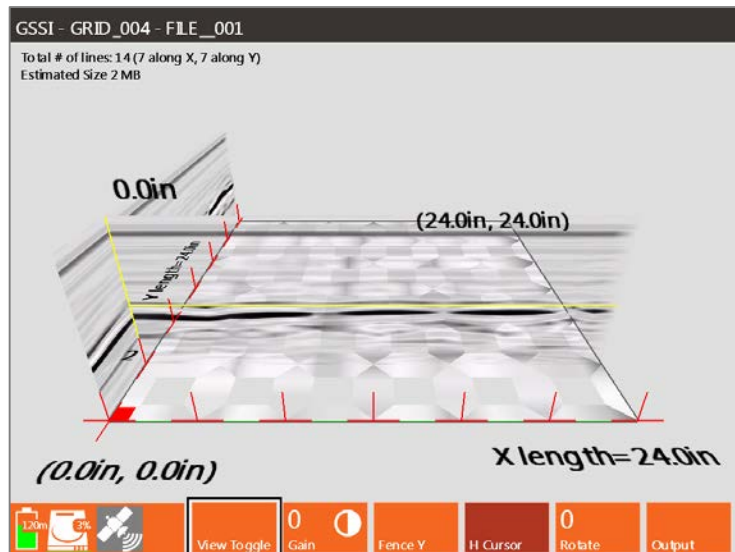 GSSI - GRID_004 - FILE__001
Total # of lines: 14 (7 along X, 7 along Y)
Estimated Size 2 MB
0.0in
(24.0in, 24.0in)
Y length=24.0in
2
(0.0in, 0.0in)
X length=24.0in
120m
3%
View Toggle
0
Gain
Fence Y
H Cursor
0
Rotate
Output